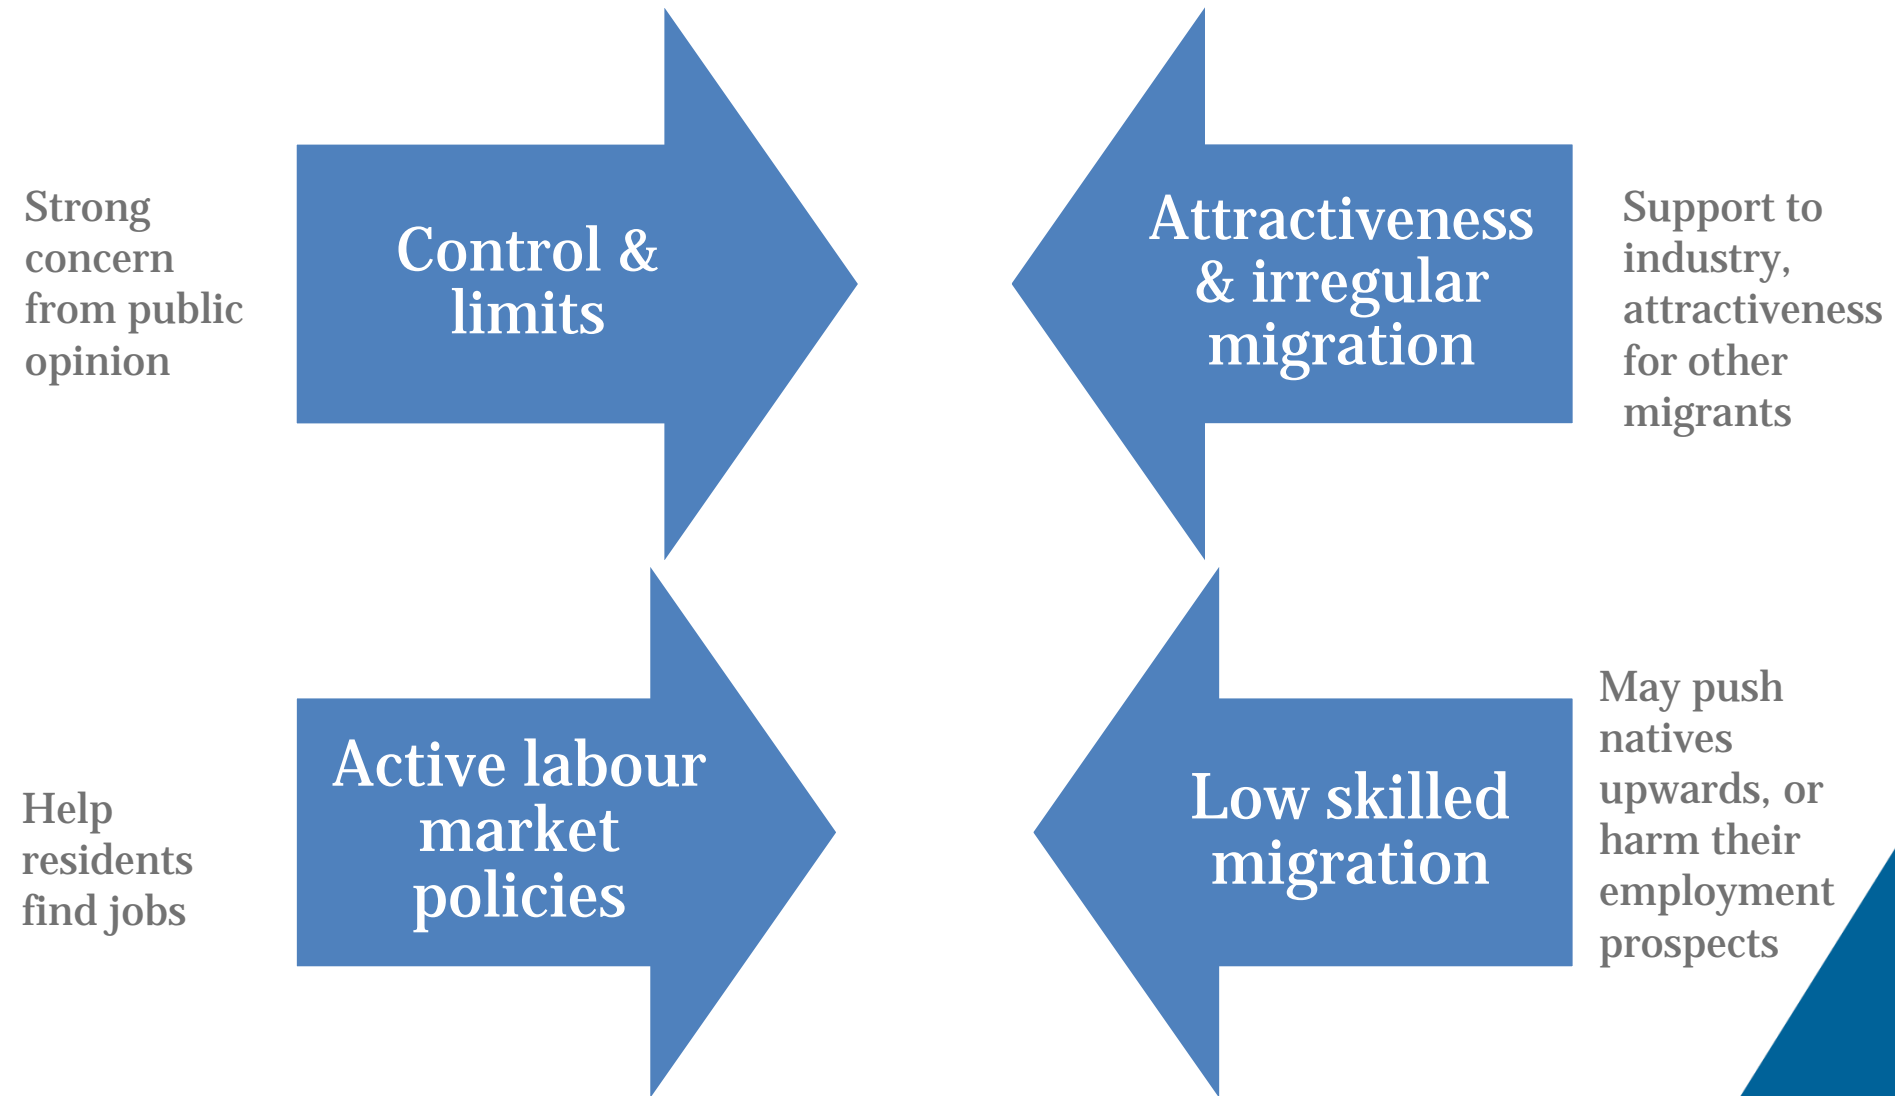 Strong
concern
from public
opinion
Control &
limits
Attractiveness
& irregular
migration
Support to
industry,
attractiveness
for other
migrants
Help
residents
find jobs
Active labour
market
policies
Low skilled
migration
May push
natives
upwards, or
harm their
employment
prospects